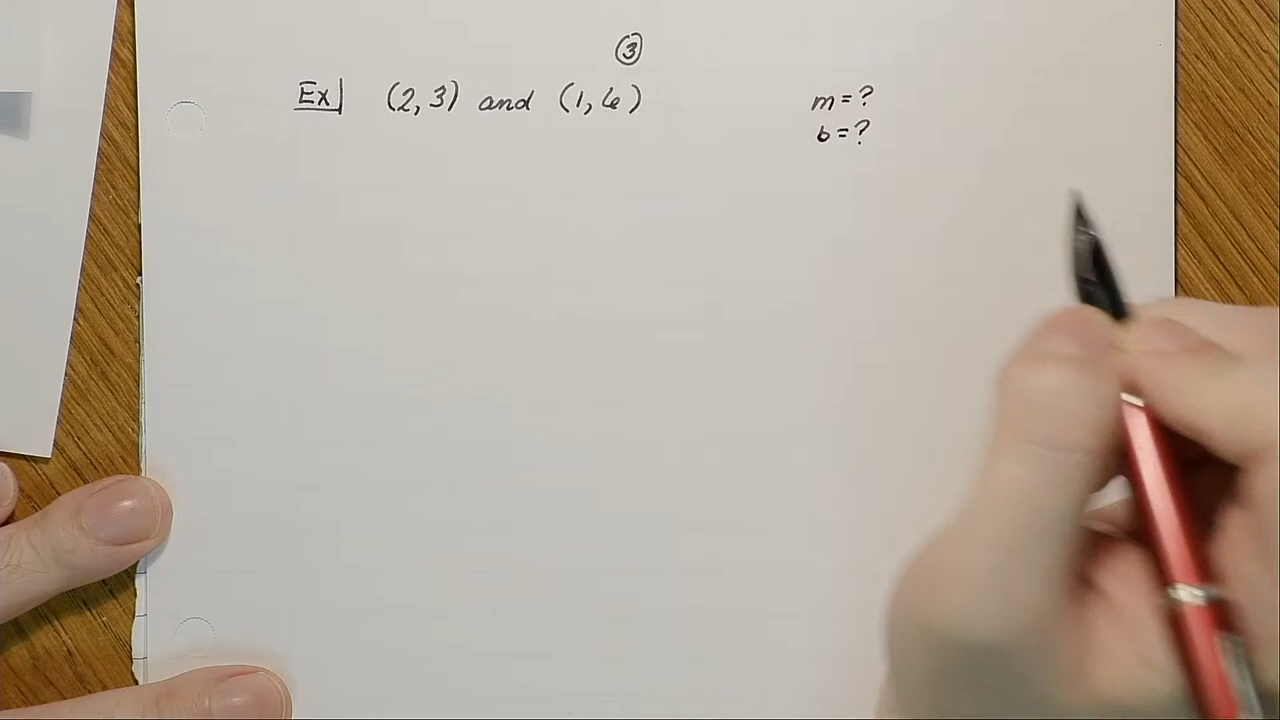 ③
Ex| (2, 3) and (1, 6)
m = ?
b = ?